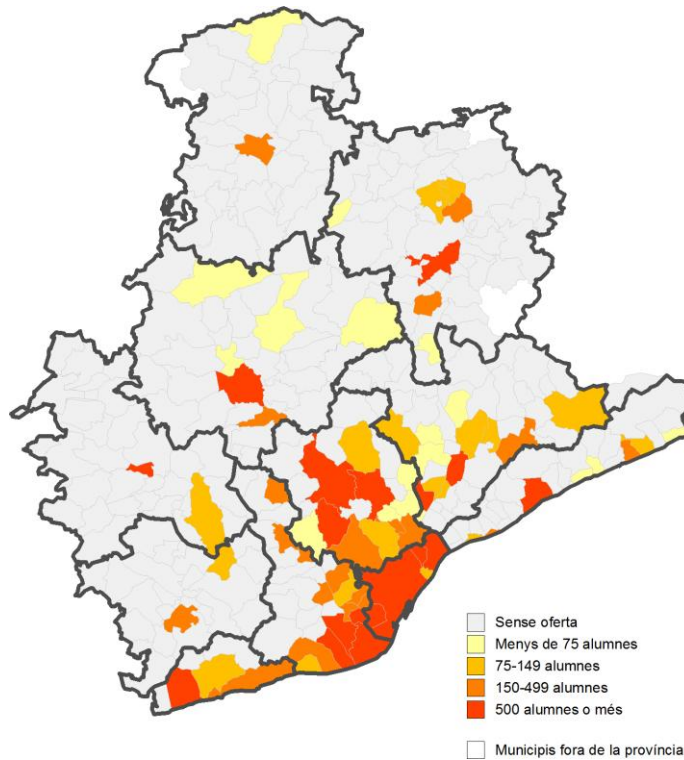 Sense oferta
Menys de 75 alumnes
75-149 alumnes
150-499 alumnes
500 alumnes o més
Municipis fora de la província